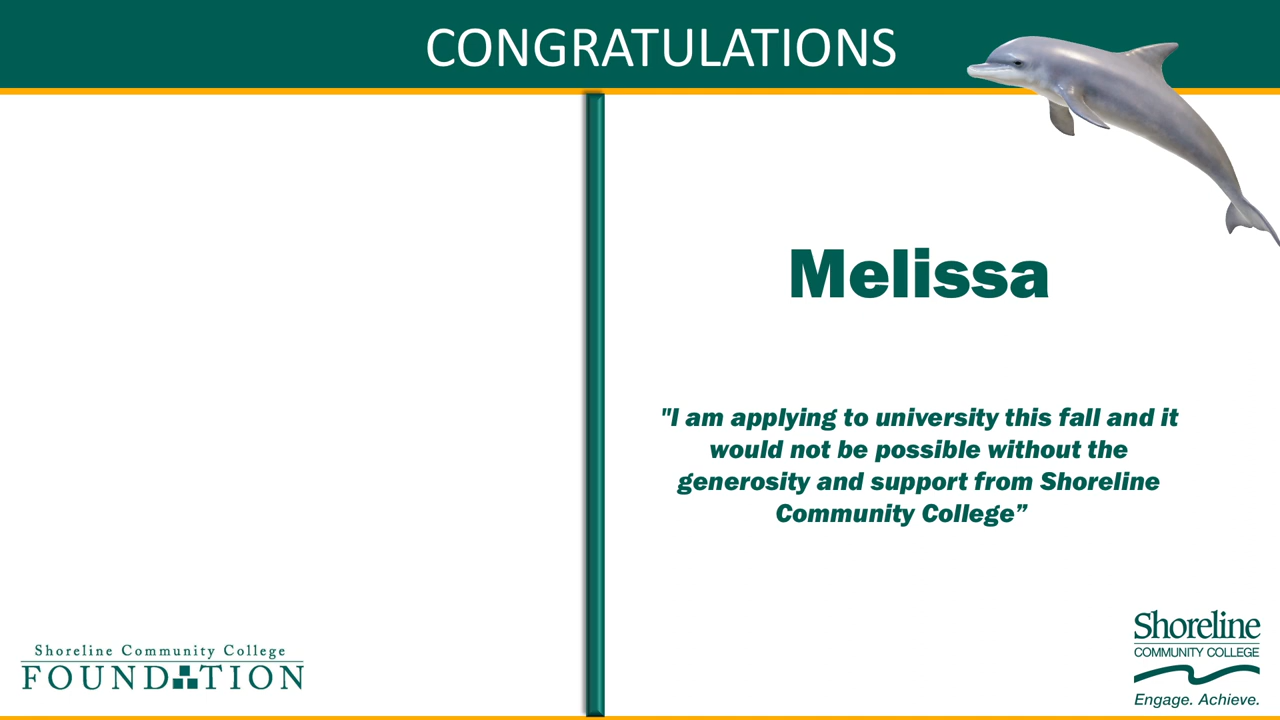 CONGRATULATIONS
Melissa
"I am applying to university this fall and it
would not be possible without the
generosity and support from Shoreline
Community College”
Shoreline Community College
FOUNDATION
Shoreline
COMMUNITY COLLEGE
Engage. Achieve.